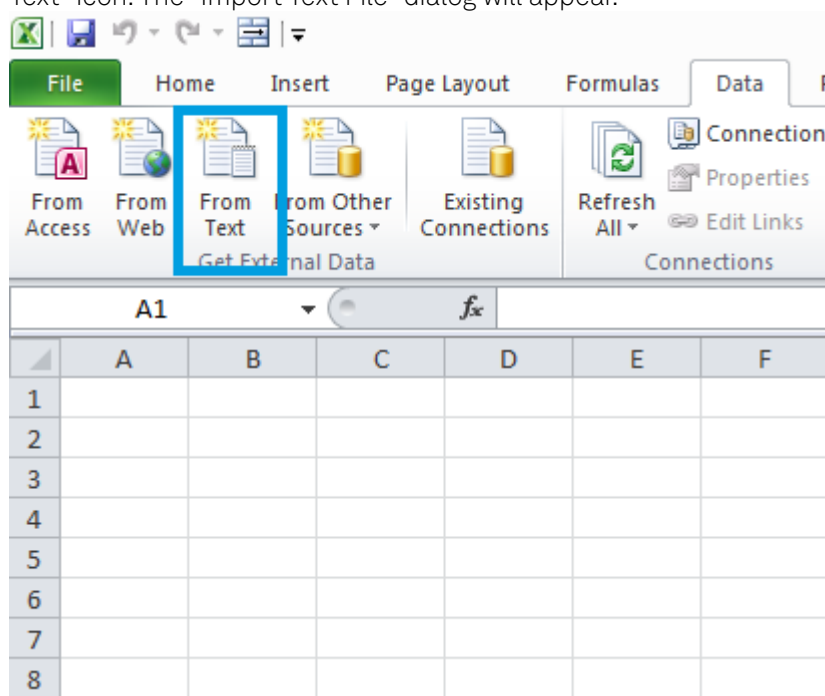 Text" icon. The "Import Text File" dialog will appear.
File Home Insert Page Layout Formulas Data
From Access
From Web
From Text
From Other Sources
Existing Connections
Refresh All
Connection
Properties
Edit Links
Get External Data
Connections
A1 fx
A B C D E F
1
2
3
4
5
6
7
8